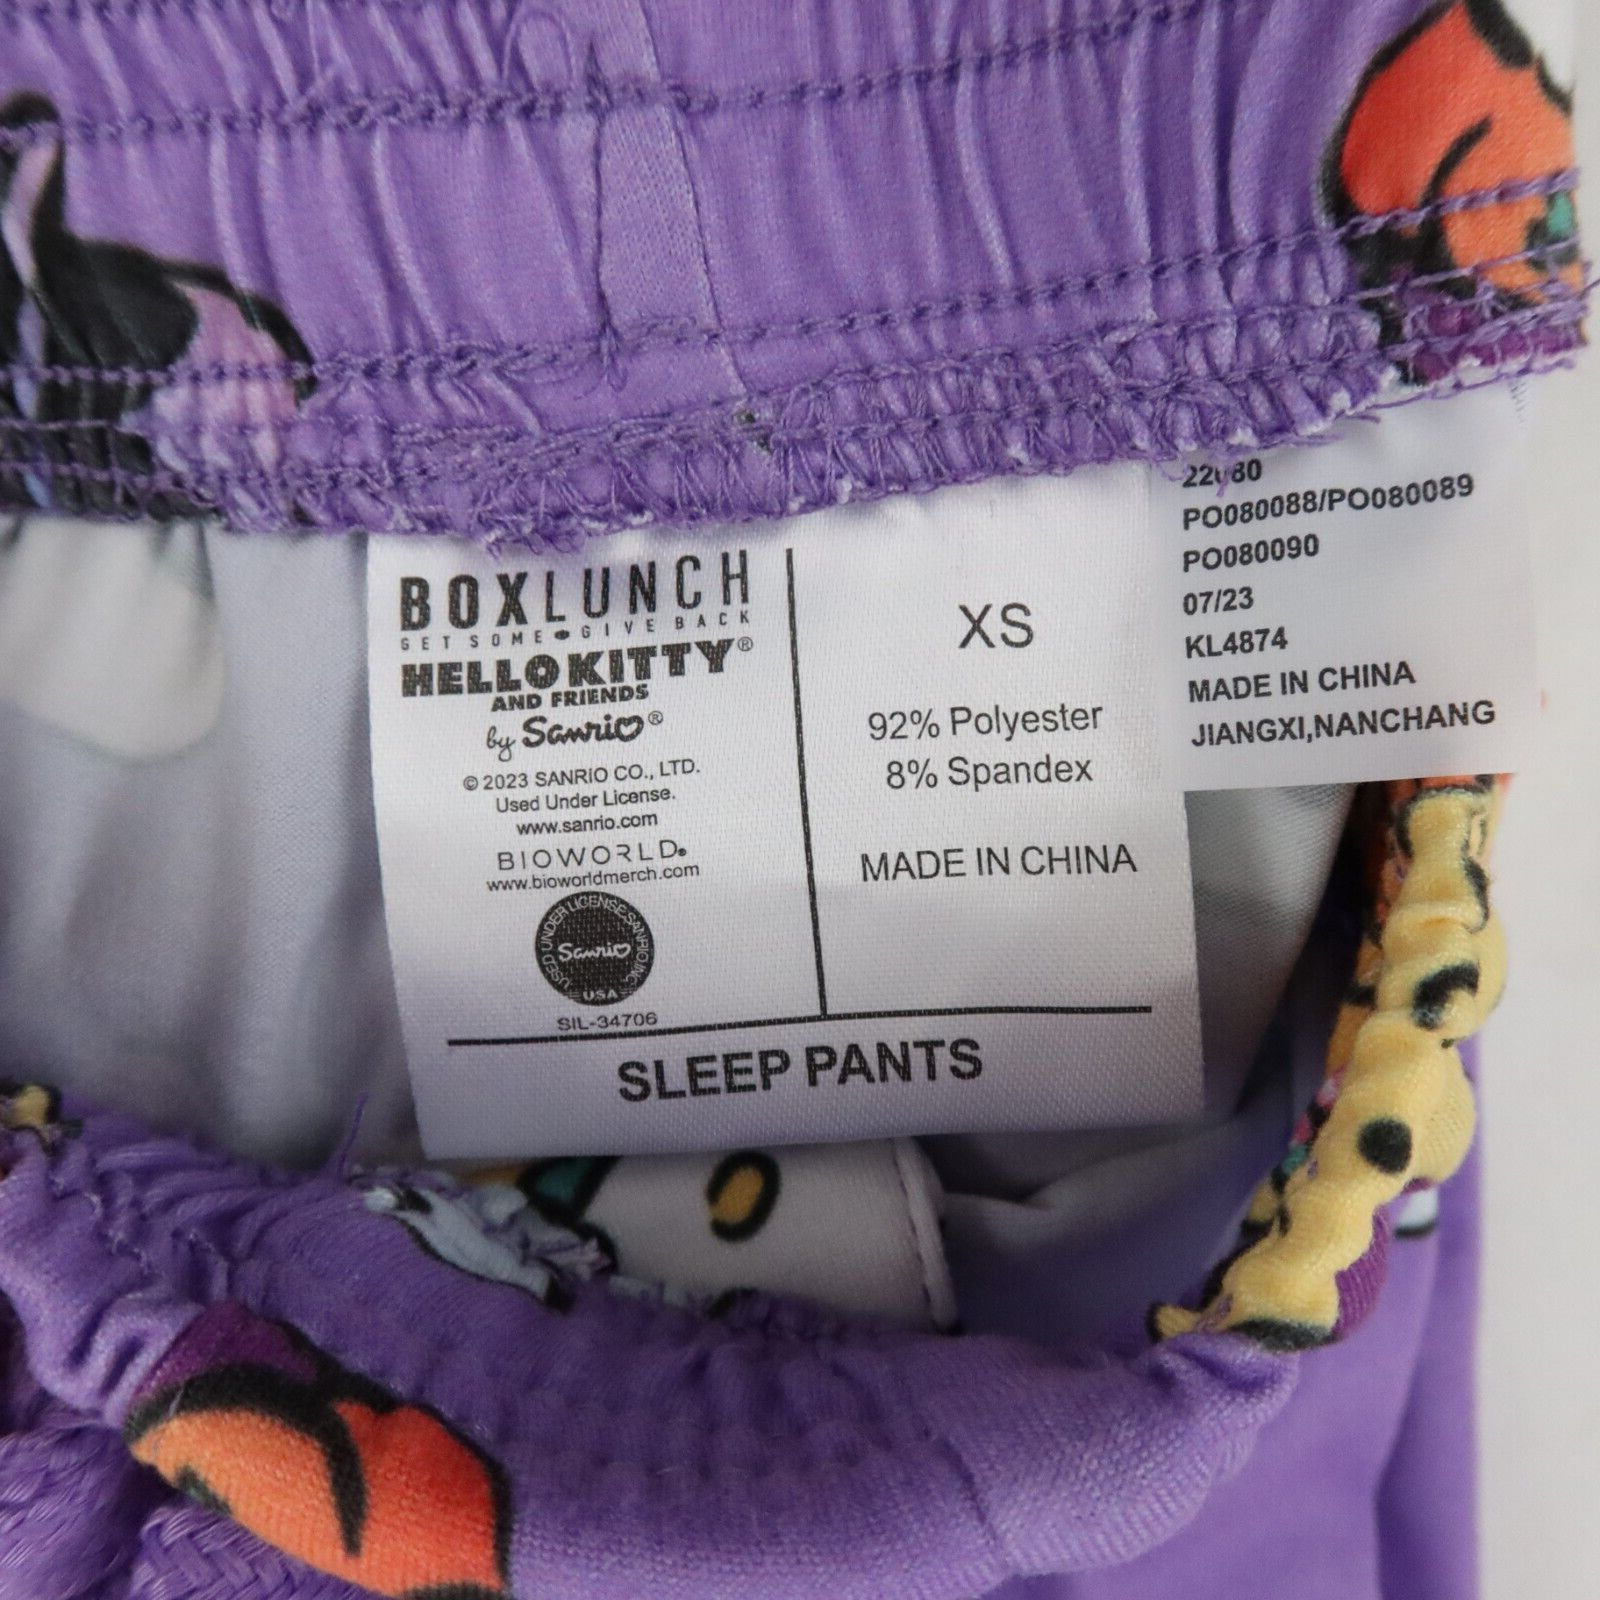 BOXLUNCH
GET SOME GIVE BACK
HELLO KITTY®
AND FRIENDS
by Sanrio®
© 2023 SANRIO CO., LTD.
Used Under License.
www.sanrio.com
BIOWORLD®
www.bioworldmerch.com
USED UNDER LICENSE-SANRIO, INC.
Sanrio
USA
SIL-34706
XS
92% Polyester
8% Spandex
MADE IN CHINA
SLEEP PANTS
PO080088/PO080089
PO080090
07/23
KL4874
MADE IN CHINA
JIANGXI,NANCHANG